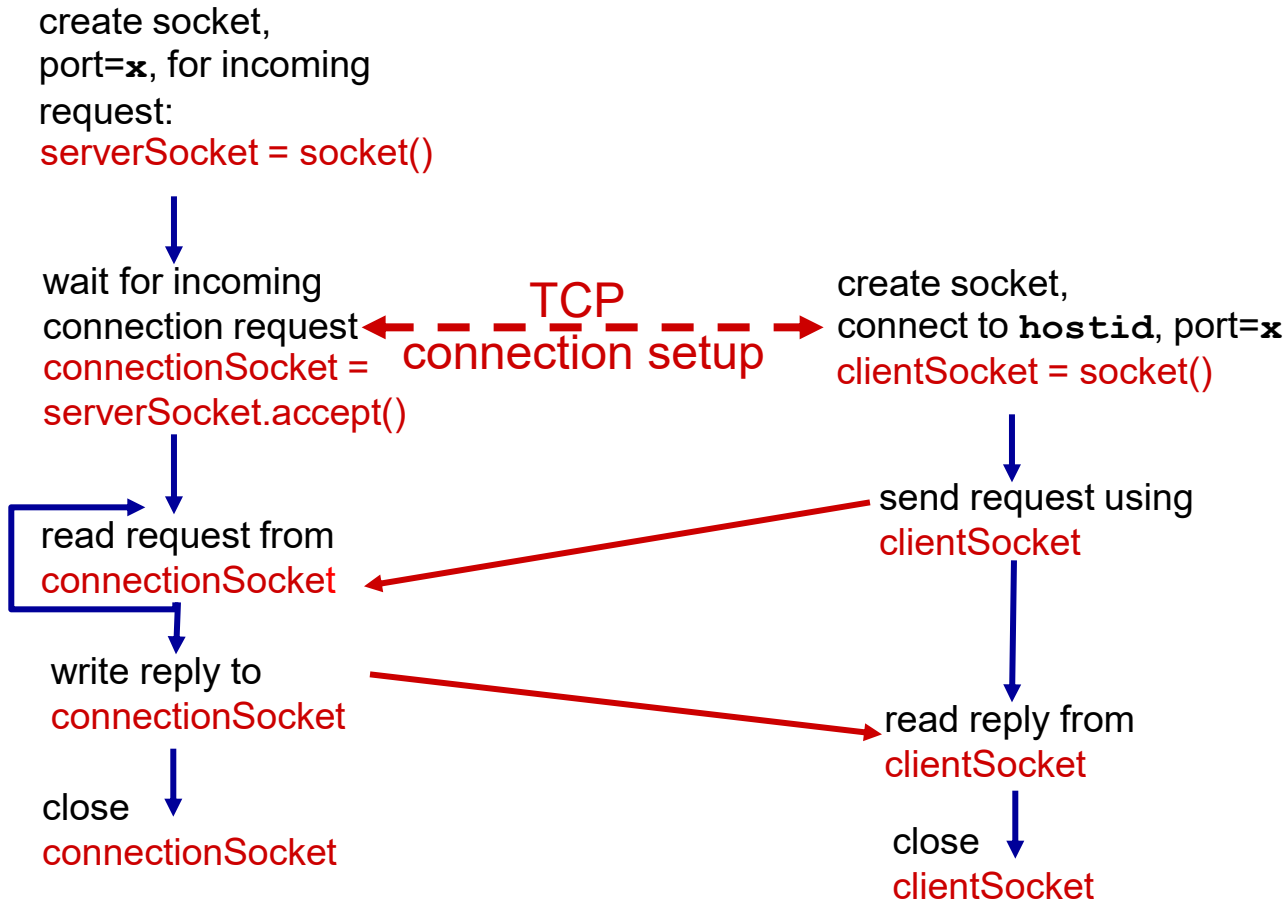 create socket,
port=x, for incoming
request:
serverSocket = socket()
wait for incoming
connection request
connectionSocket =
serverSocket.accept()
TCP
connection setup
create socket,
connect to hostid, port=x
clientSocket = socket()
read request from
connectionSocket
send request using
clientSocket
write reply to
connectionSocket
read reply from
clientSocket
close
connectionSocket
close
clientSocket